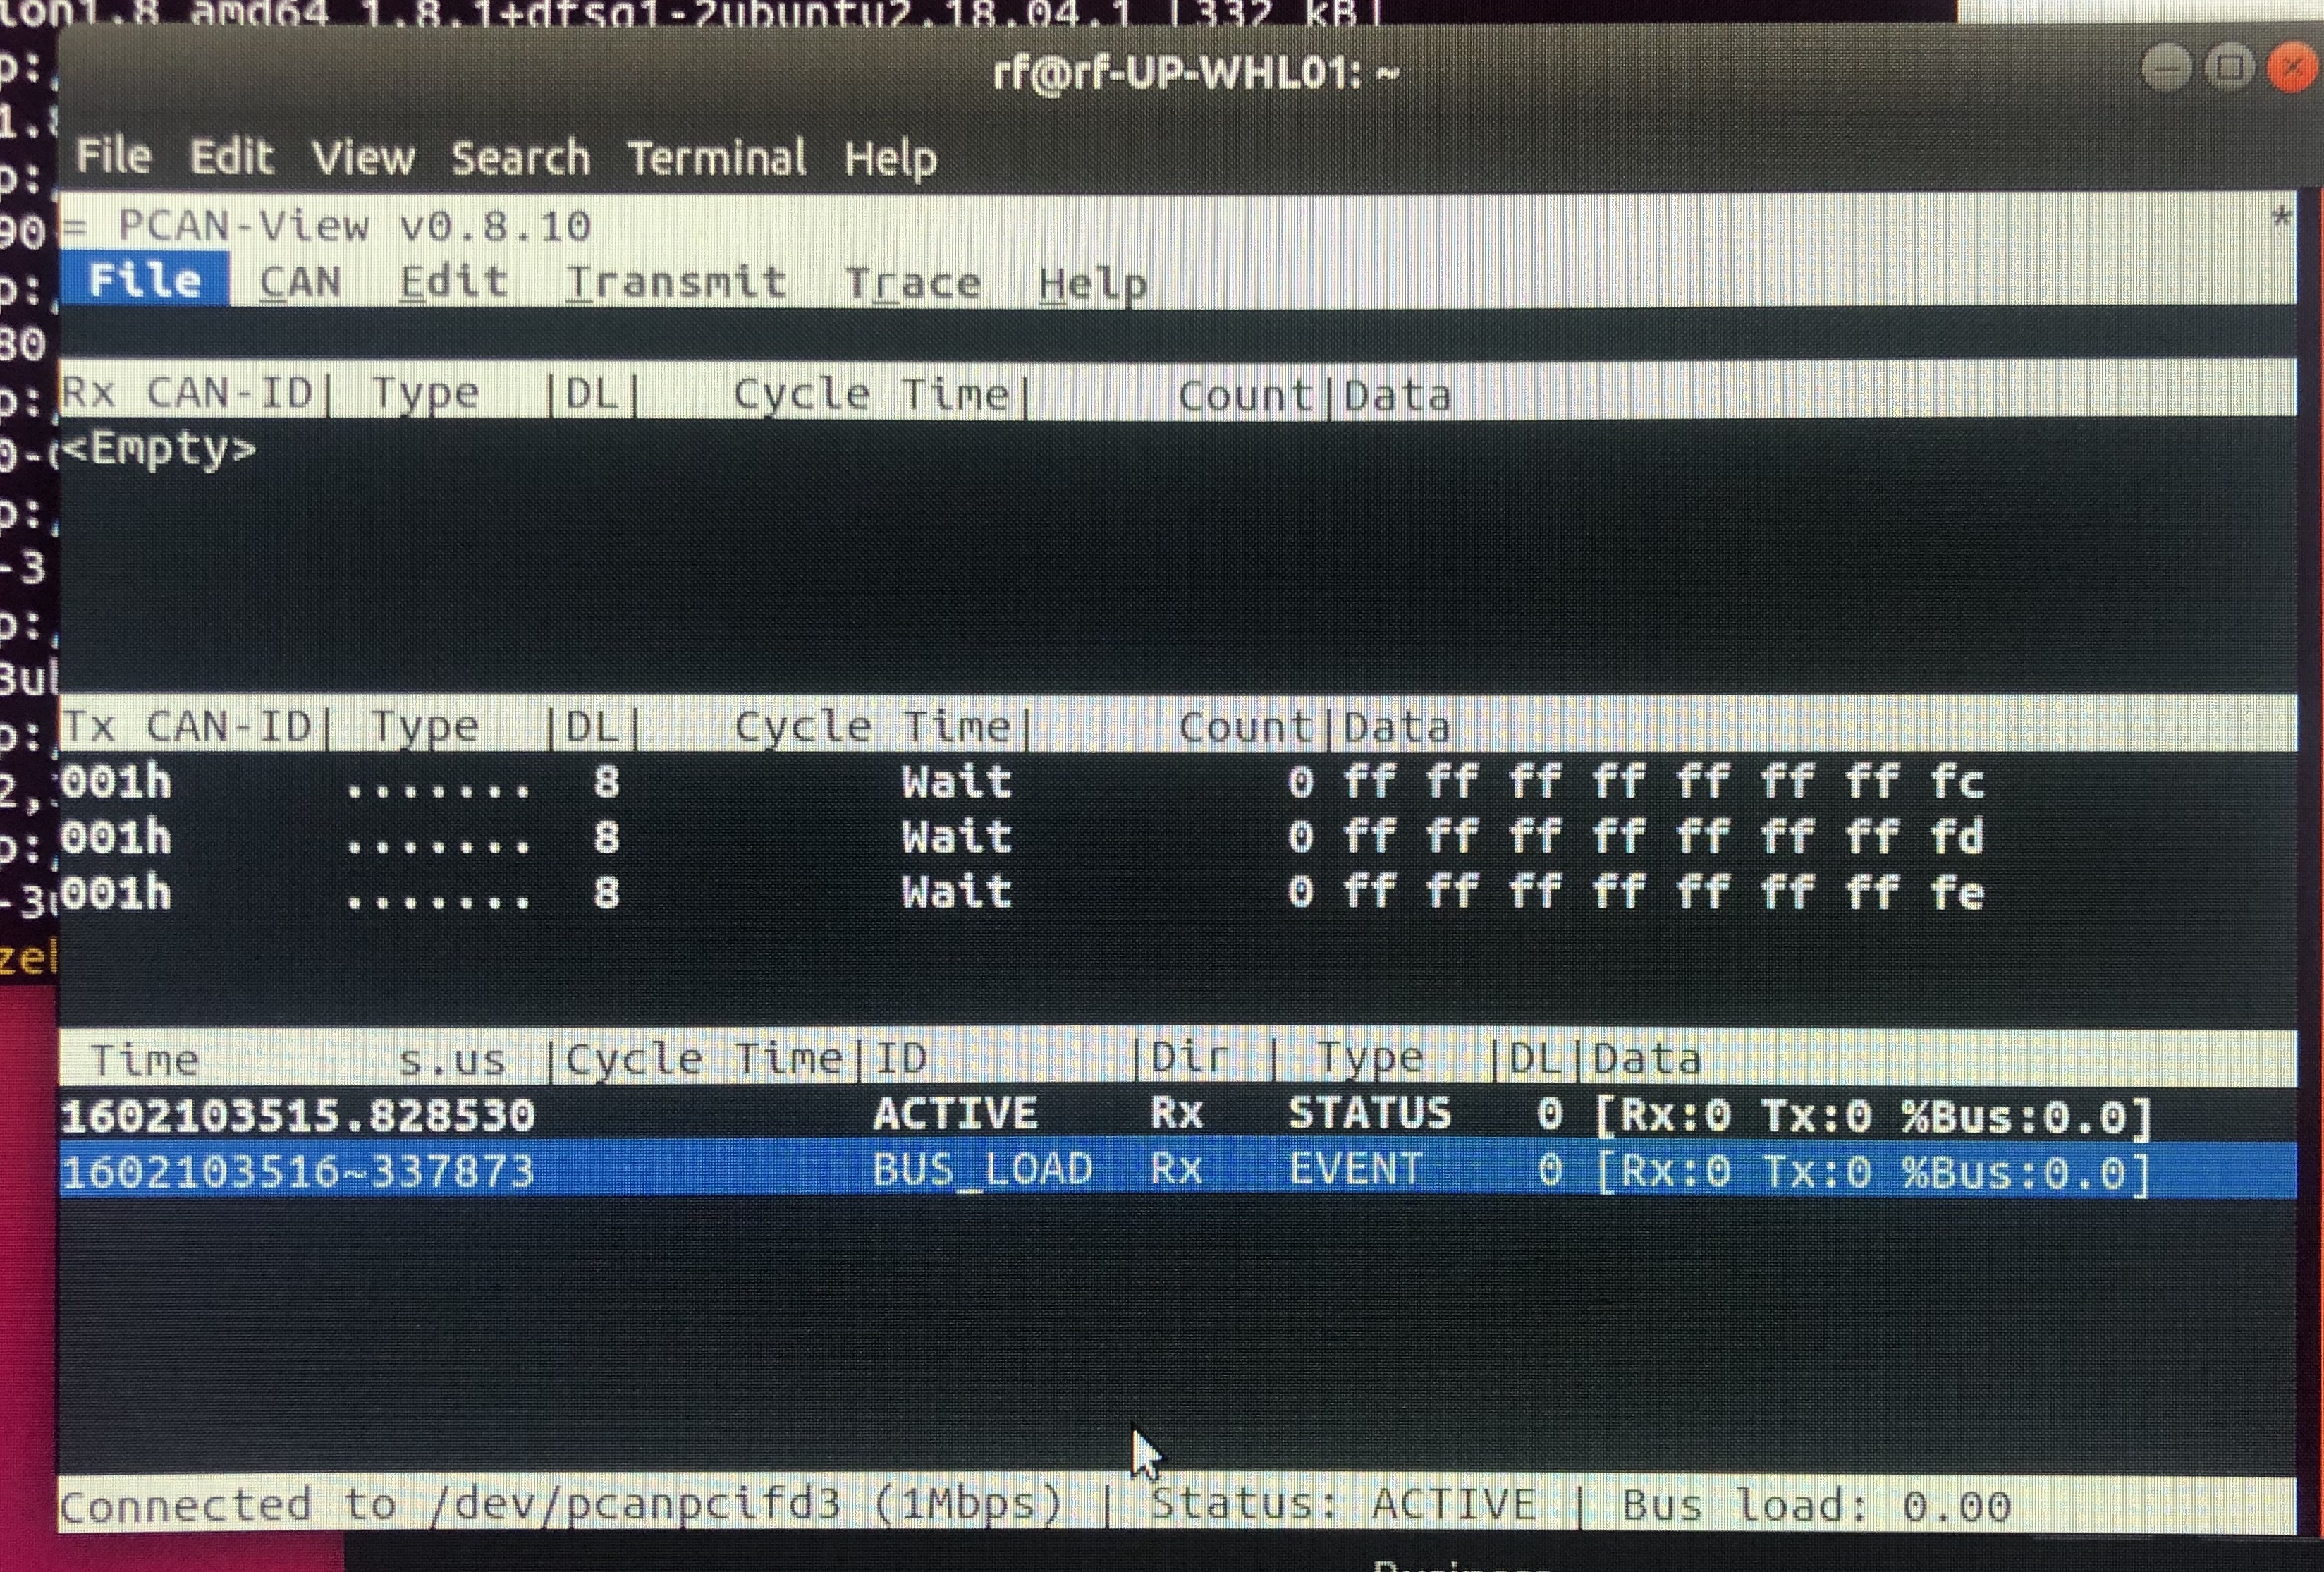 amd64 1.8.1+dfsg1-2ubuntu2.18.04.1 [332 kB]
rf@rf-UP-WHL01: ~
File Edit View Search Terminal Help
= PCAN-View v0.8.10 *
File CAN Edit Transmit Trace Help
Rx CAN-ID| Type |DL| Cycle Time| Count|Data
<Empty>
Tx CAN-ID| Type |DL| Cycle Time| Count|Data
001h ....... 8 Wait 0 ff ff ff ff ff ff ff fc
001h ....... 8 Wait 0 ff ff ff ff ff ff ff fd
001h ....... 8 Wait 0 ff ff ff ff ff ff ff fe
Time s.us |Cycle Time|ID |Dir | Type |DL|Data
1602103515.828530 ACTIVE Rx STATUS 0 [Rx:0 Tx:0 %Bus:0.0]
1602103516~337873 BUS_LOAD Rx EVENT 0 [Rx:0 Tx:0 %Bus:0.0]
Connected to /dev/pcanpcifd3 (1Mbps) | Status: ACTIVE | Bus load: 0.00